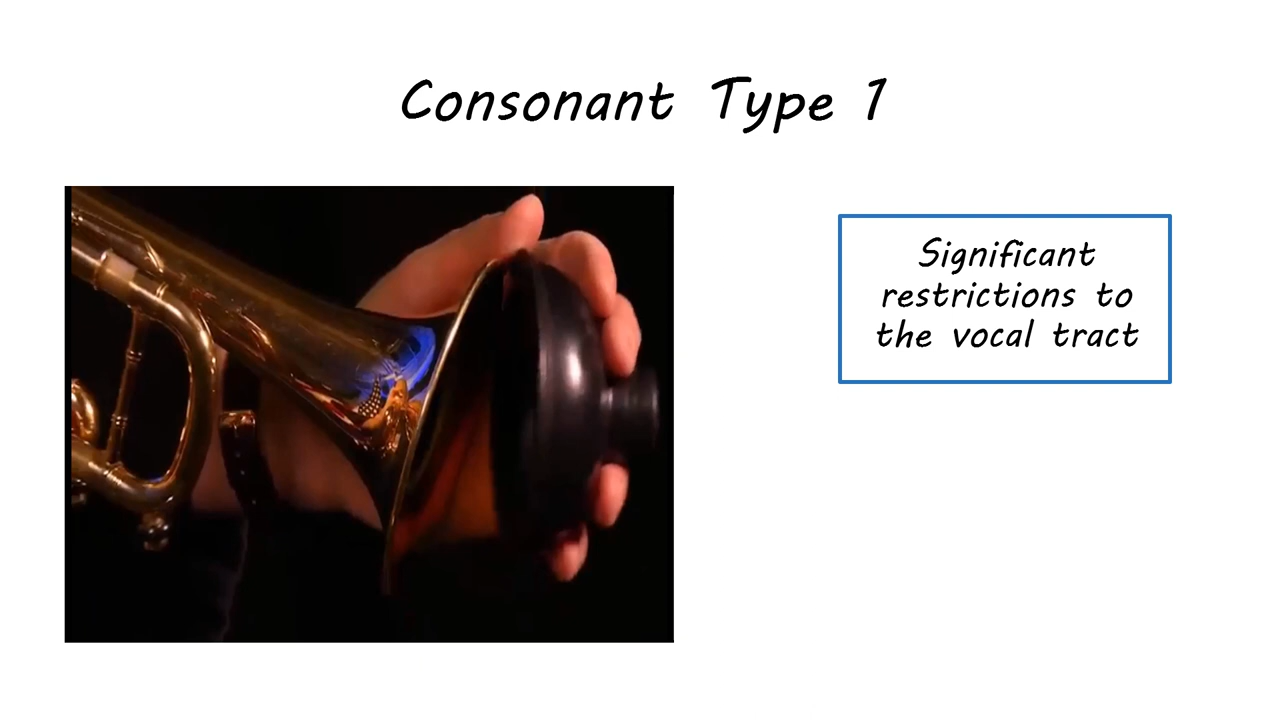 Consonant Type 1
Significant
restrictions to
the vocal tract